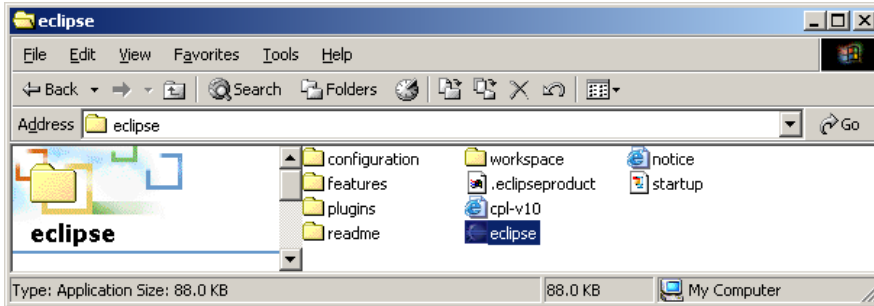 eclipse
File Edit View Favorites Tools Help
Back Search Folders
Address eclipse Go
configuration workspace notice
features .eclipseproduct startup
plugins cpl-v10
readme eclipse
eclipse
Type: Application Size: 88.0 KB 88.0 KB My Computer